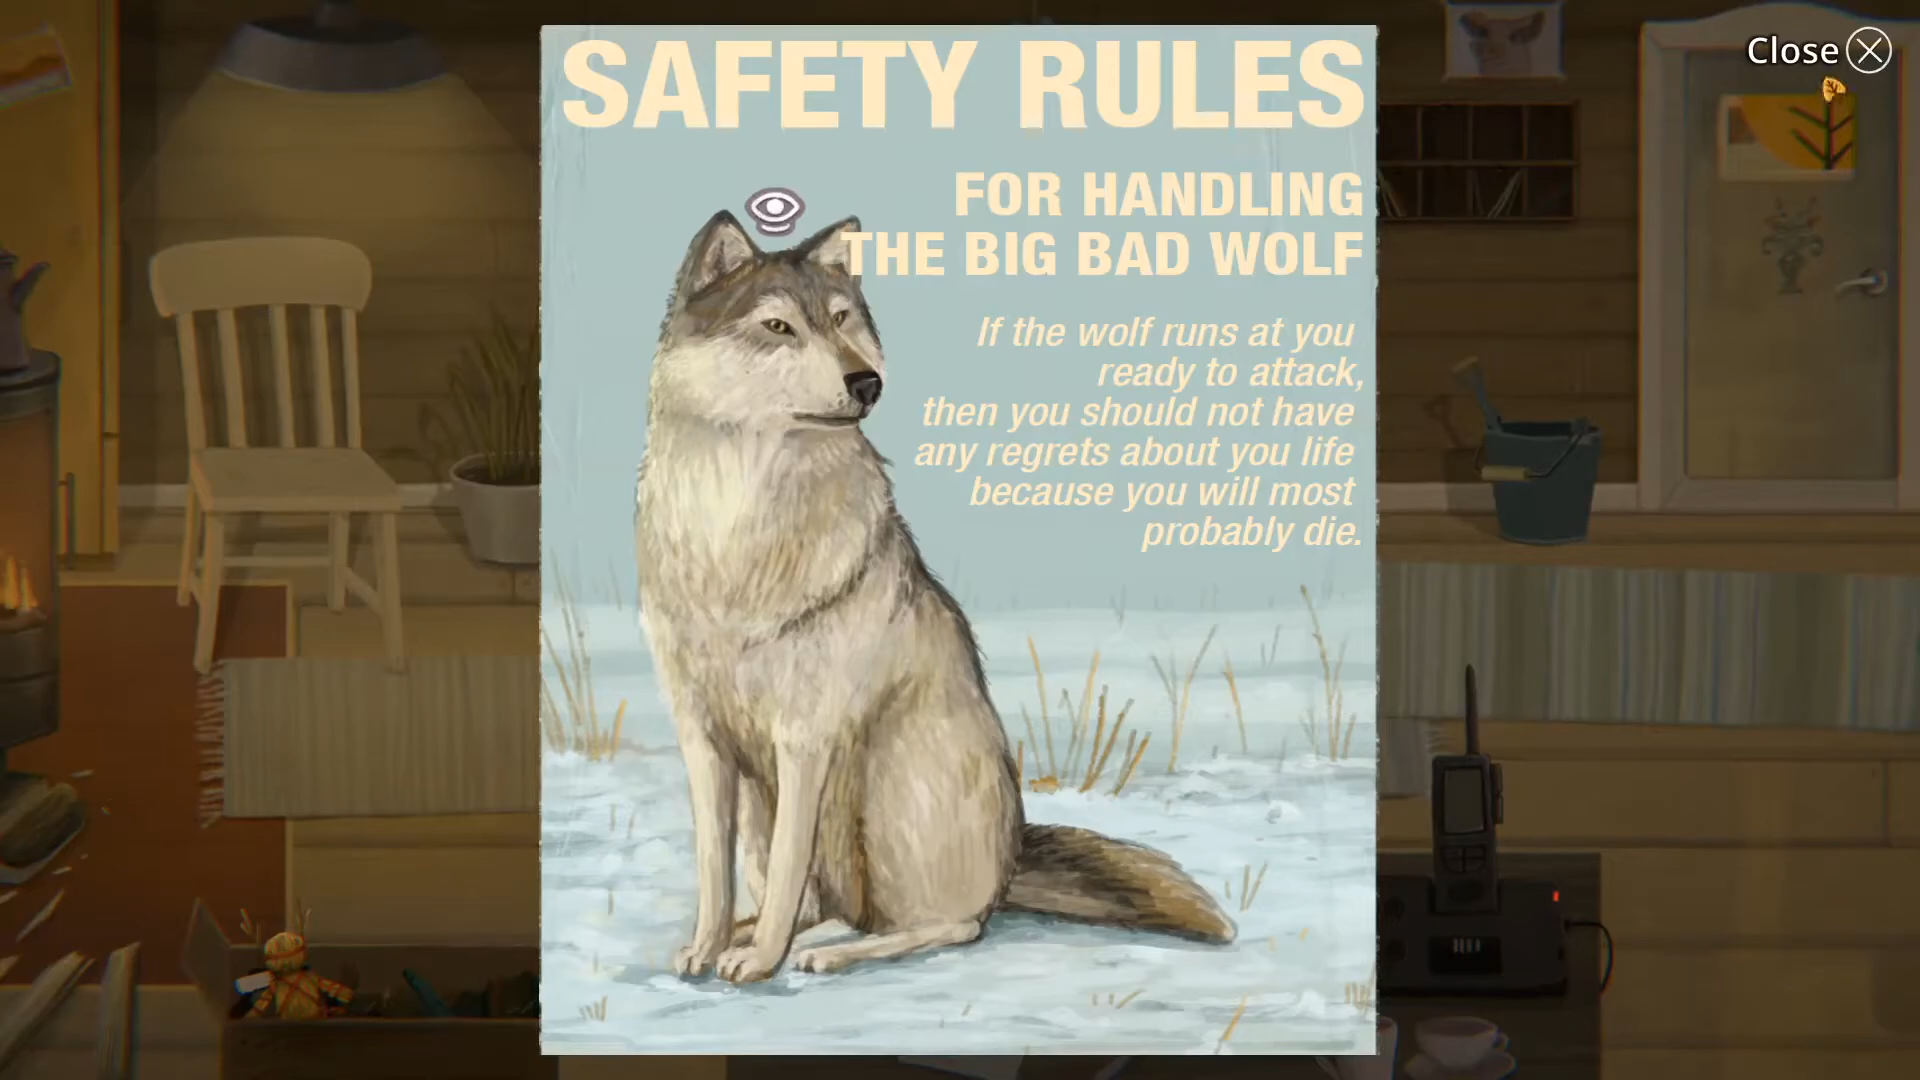 SAFETY RULES
Close
FOR HANDLING
THE BIG BAD WOLF
If the wolf runs at you
ready to attack,
then you should not have
any regrets about you life
because you will most
probably die.